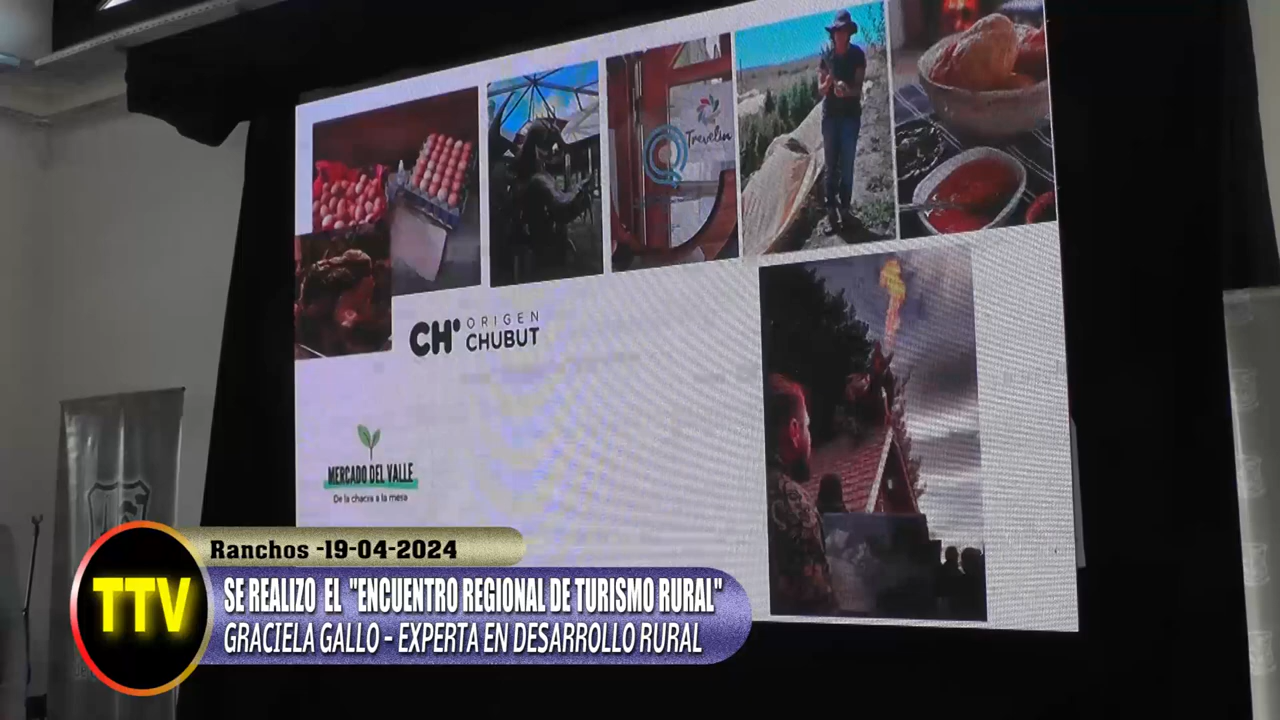 Trevelin
CH' ORIGEN
CHUBUT
MERCADO DEL VALLE
De la chacra a la mesa
Ranchos -19-04-2024
TTV
SE REALIZO EL "ENCUENTRO REGIONAL DE TURISMO RURAL"
GRACIELA GALLO - EXPERTA EN DESARROLLO RURAL